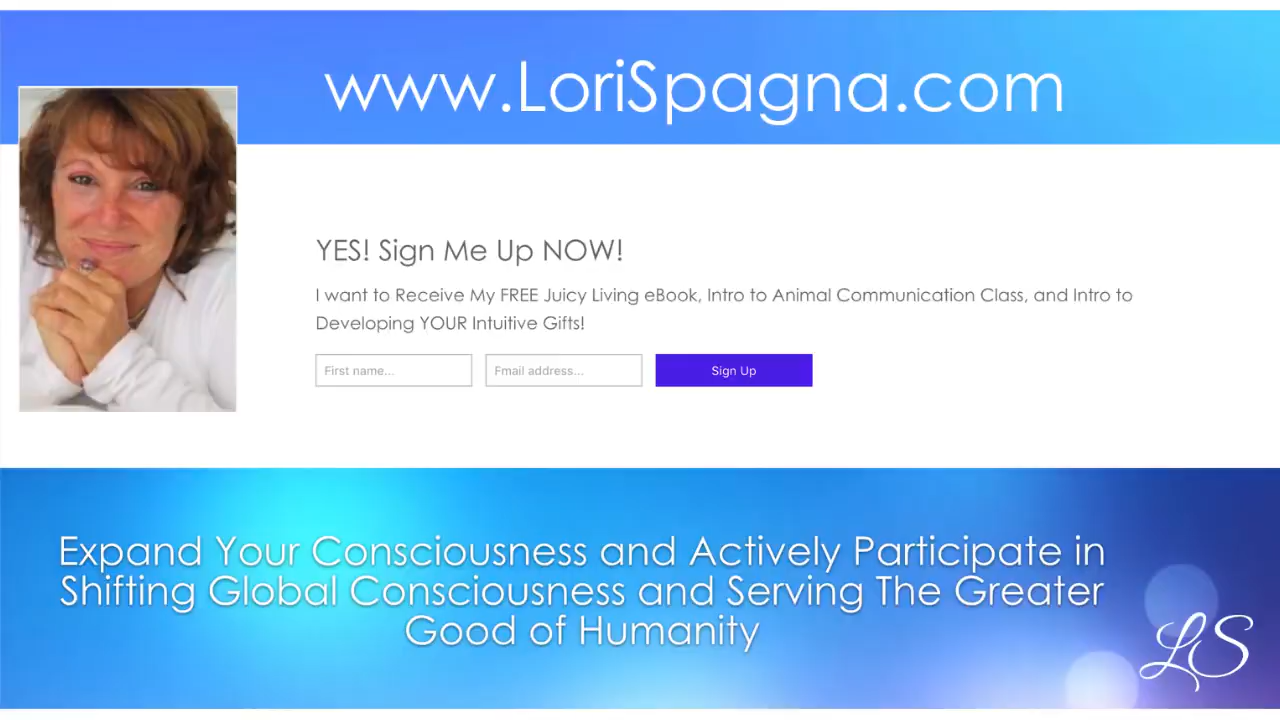 www.LoriSpagna.com
YES! Sign Me Up NOW!
I want to Receive My FREE Juicy Living eBook, Intro to Animal Communication Class, and Intro to
Developing YOUR Intuitive Gifts!
First name... Email address... Sign Up
Expand Your Consciousness and Actively Participate in
Shifting Global Consciousness and Serving The Greater
Good of Humanity
LS